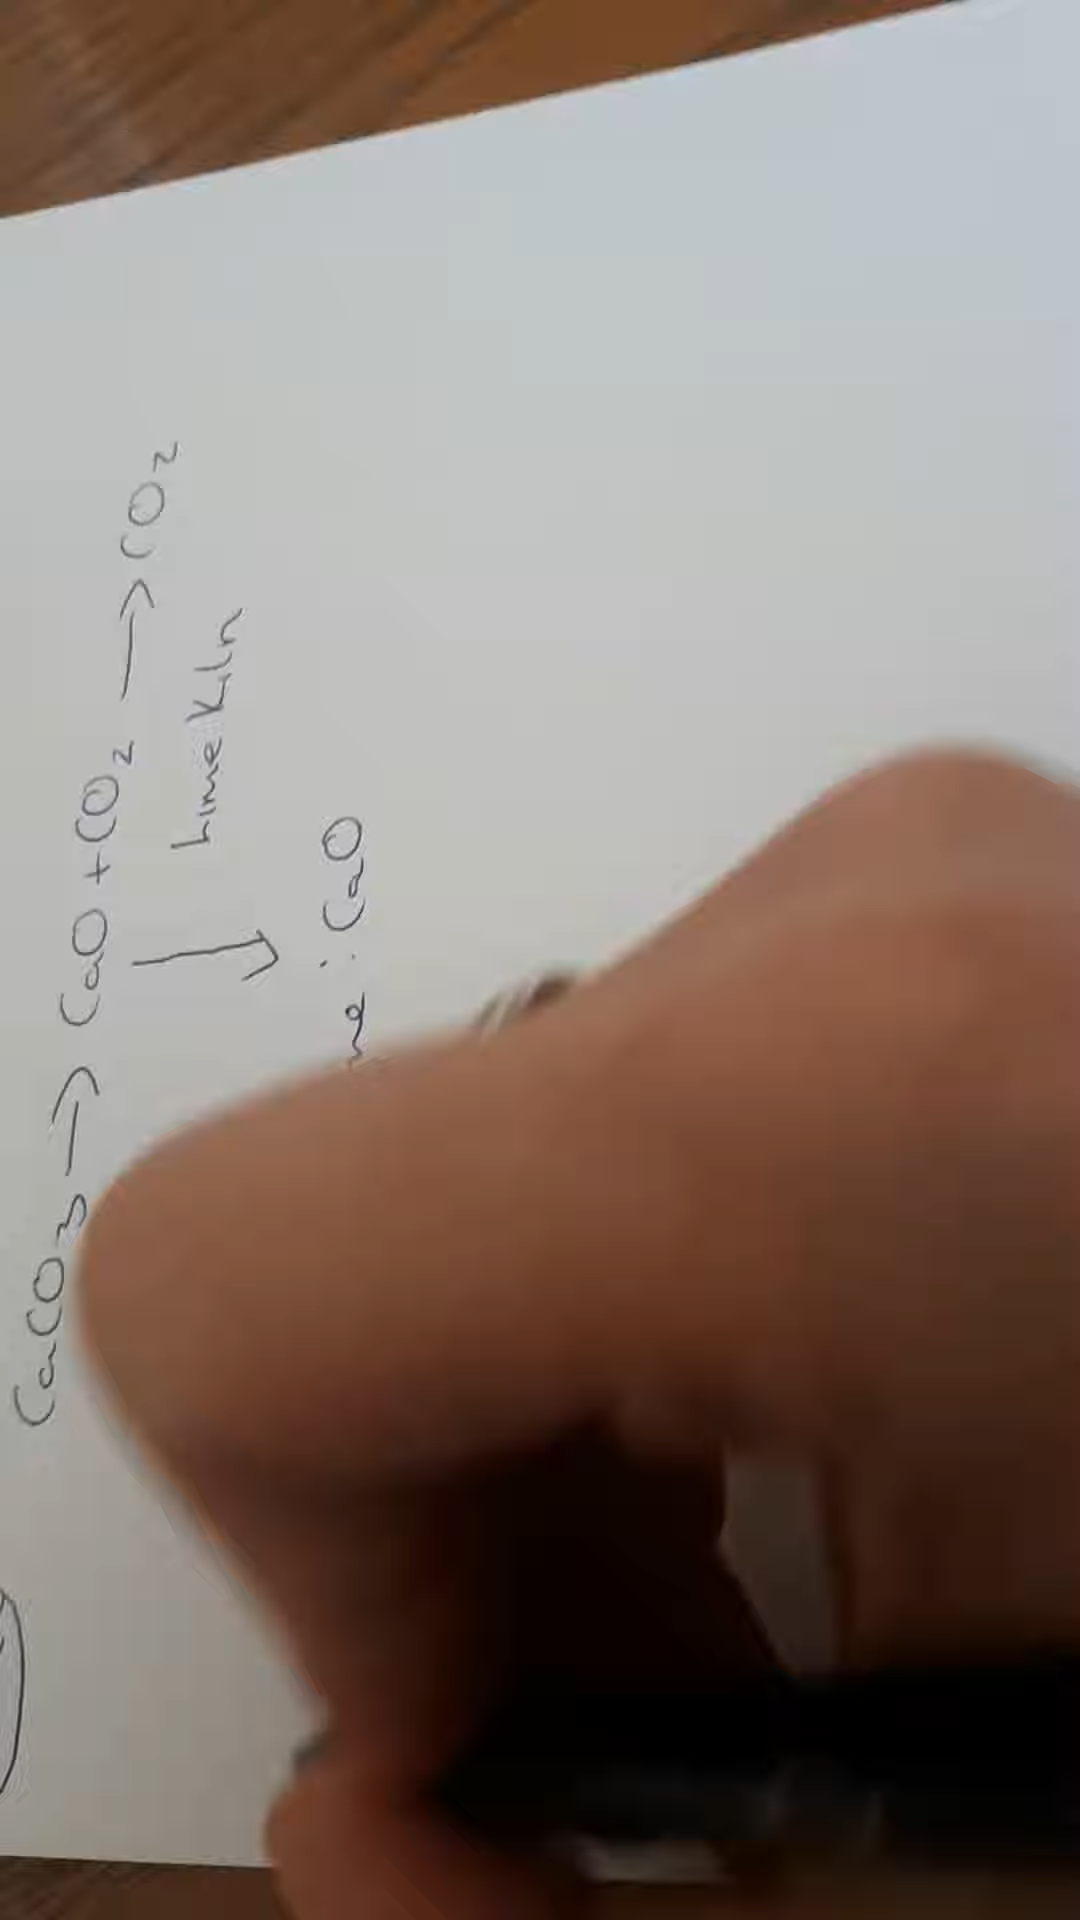 CaCO₃ → CaO + CO₂ → CO₂
↓ Lime Kiln
: CaO